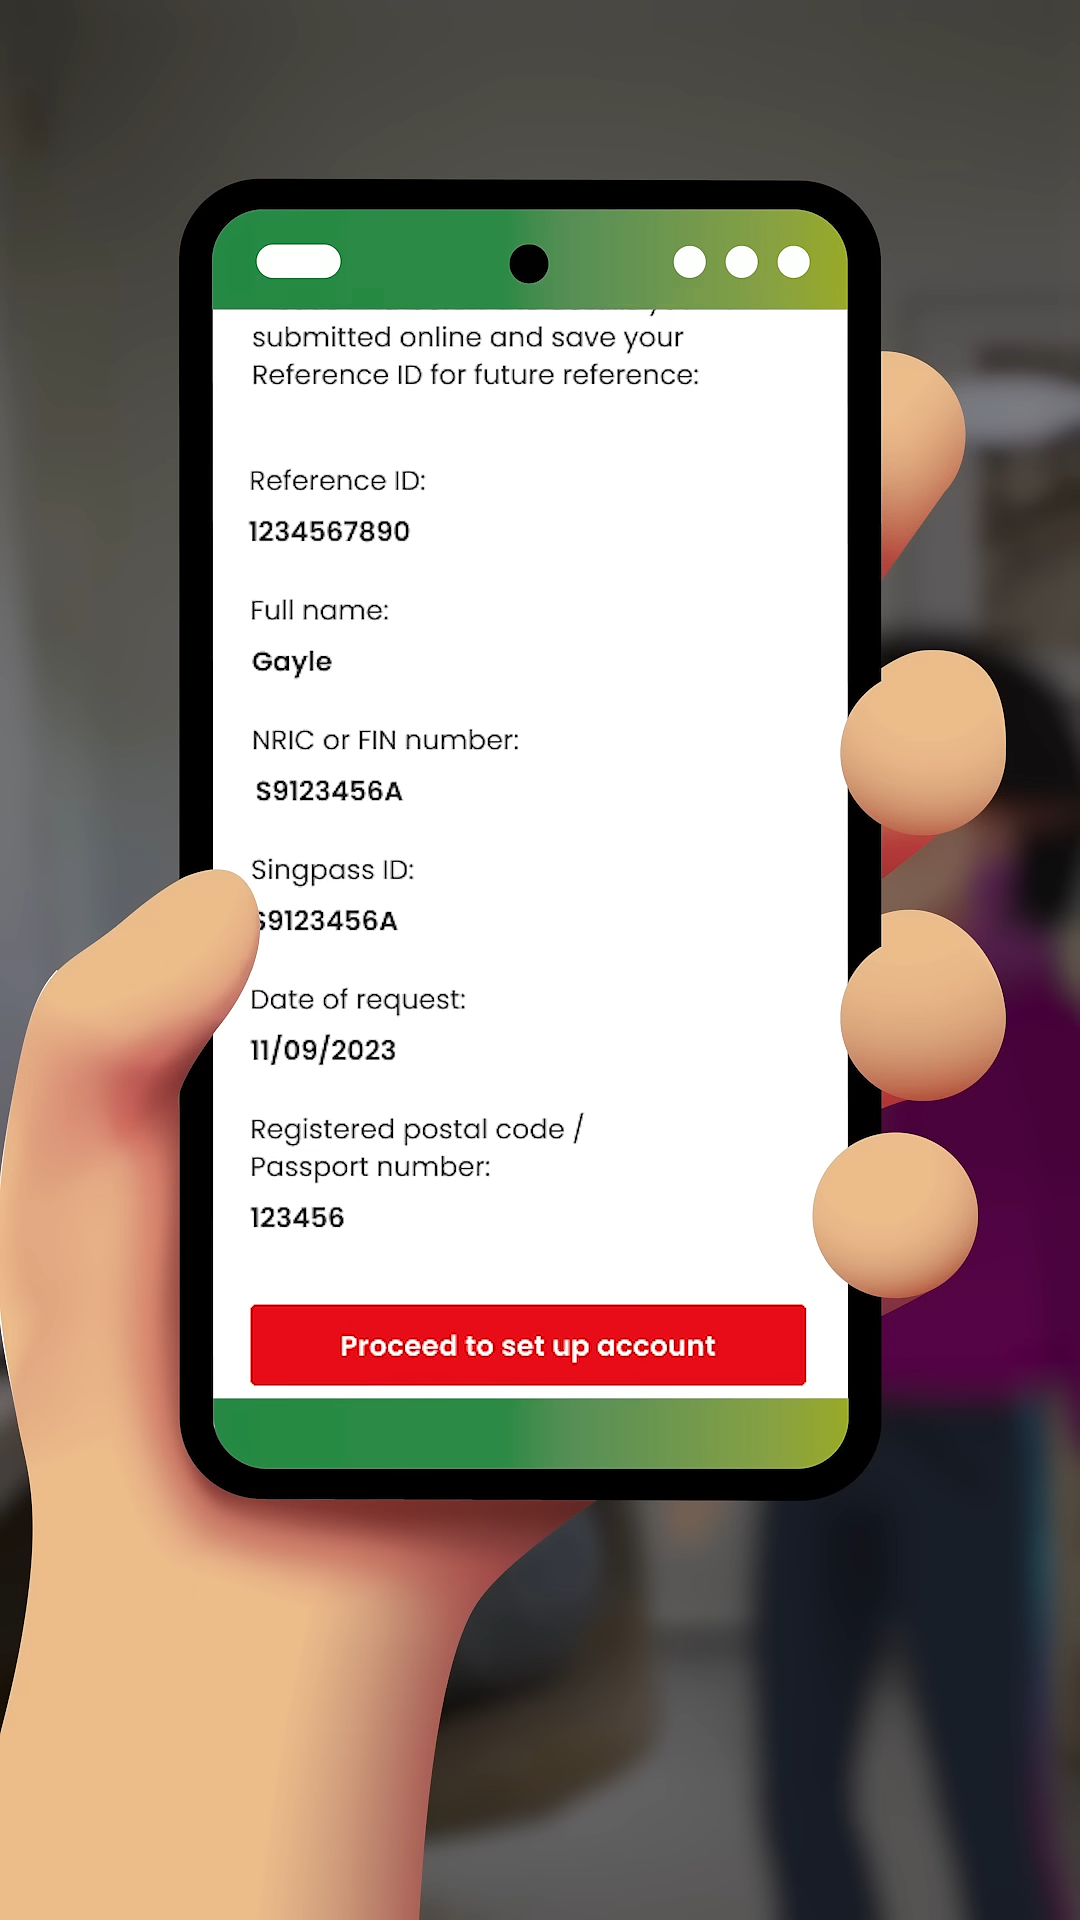 submitted online and save your
Reference ID for future reference:
Reference ID:
1234567890
Full name:
Gayle
NRIC or FIN number:
S9123456A
Singpass ID:
S9123456A
Date of request:
11/09/2023
Registered postal code /
Passport number:
123456
Proceed to set up account